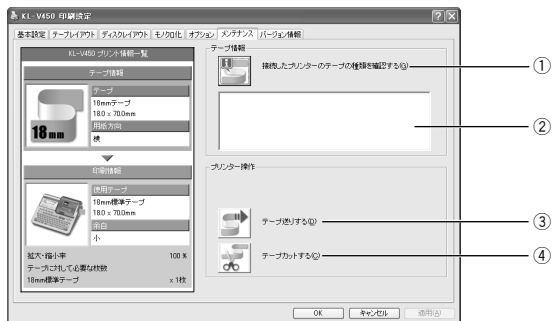 KL-V450 印刷設定
基本設定 テープレイアウト ディスクレイアウト モノクロ化 オプション メンテナンス バージョン情報
KL-V450 プリント情報一覧
テープ情報
テープ
18mmテープ
18.0 x 70.0mm
用紙方向
横
18mm
印刷情報
使用テープ
18mm標準テープ
18.0 x 70.0mm
余白
小
拡大・縮小率 100 %
テープに対して必要な枚数
18mm標準テープ x 1枚
テープ情報
接続したプリンターのテープの種類を確認する(G)
①
②
プリンター操作
テープ送りする(D)
③
テープカットする(C)
④
OK キャンセル 適用(A)